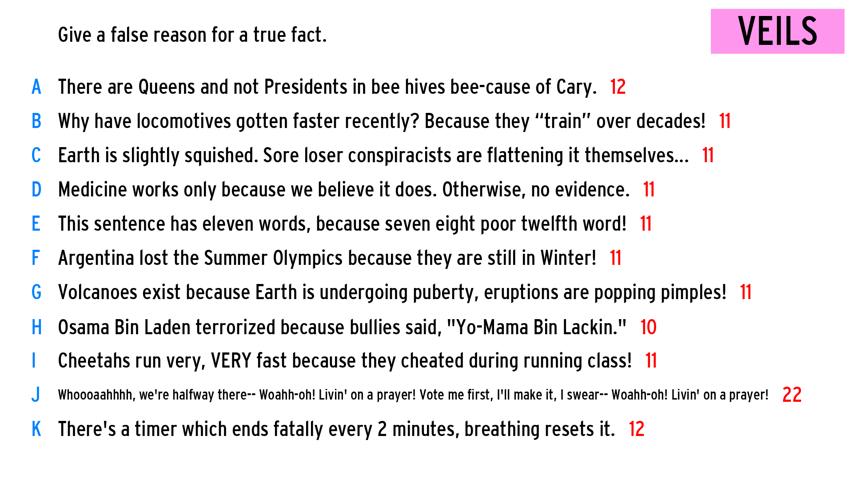 Give a false reason for a true fact.
VEILS
A There are Queens and not Presidents in bee hives bee-cause of Cary. 12
B Why have locomotives gotten faster recently? Because they “train” over decades! 11
C Earth is slightly squished. Sore loser conspiracists are flattening it themselves... 11
D Medicine works only because we believe it does. Otherwise, no evidence. 11
E This sentence has eleven words, because seven eight poor twelfth word! 11
F Argentina lost the Summer Olympics because they are still in Winter! 11
G Volcanoes exist because Earth is undergoing puberty, eruptions are popping pimples! 11
H Osama Bin Laden terrorized because bullies said, "Yo-Mama Bin Lackin." 10
I Cheetahs run very, VERY fast because they cheated during running class! 11
J Whoooaahhhh, we're halfway there-- Woahh-oh! Livin' on a prayer! Vote me first, I'll make it, I swear-- Woahh-oh! Livin' on a prayer! 22
K There's a timer which ends fatally every 2 minutes, breathing resets it. 12